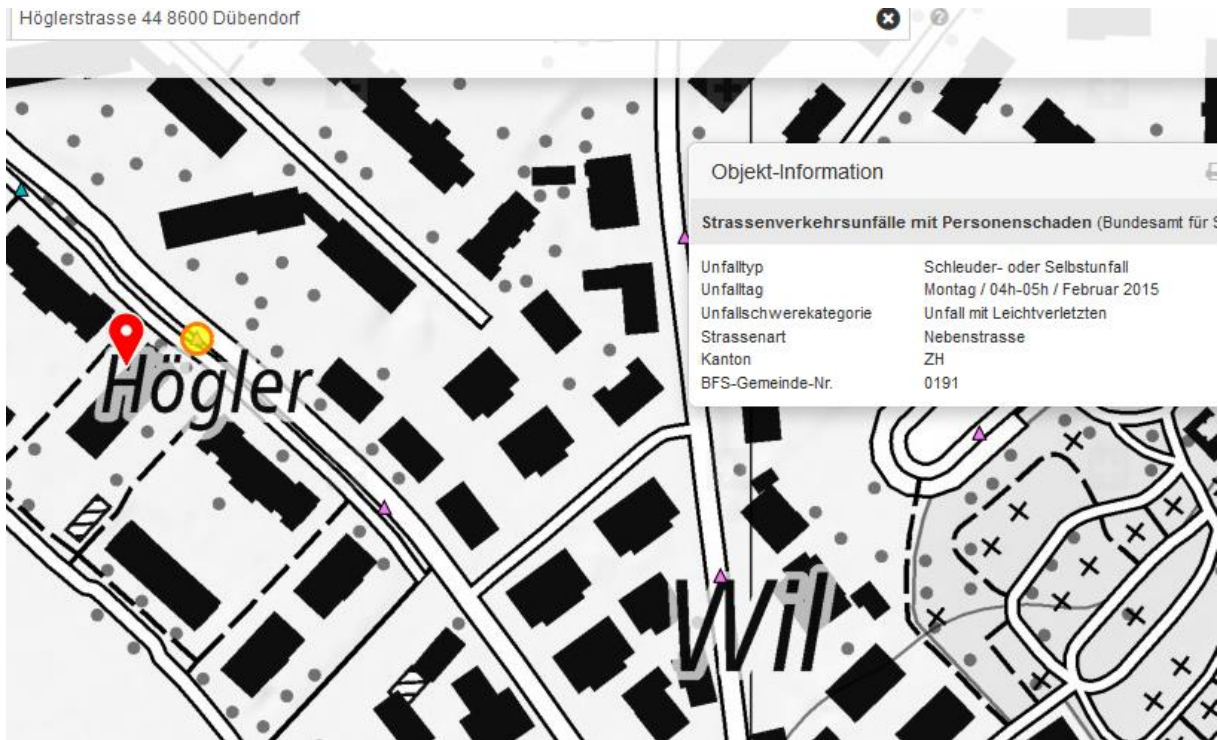 Höglerstrasse 44 8600 Dübendorf
Objekt-Information
Strassenverkehrsunfälle mit Personenschaden (Bundesamt für S
Unfalltyp Schleuder- oder Selbstunfall
Unfalltag Montag / 04h-05h / Februar 2015
Unfallschwerekategorie Unfall mit Leichtverletzten
Strassenart Nebenstrasse
Kanton ZH
BFS-Gemeinde-Nr. 0191
Högler
Wil